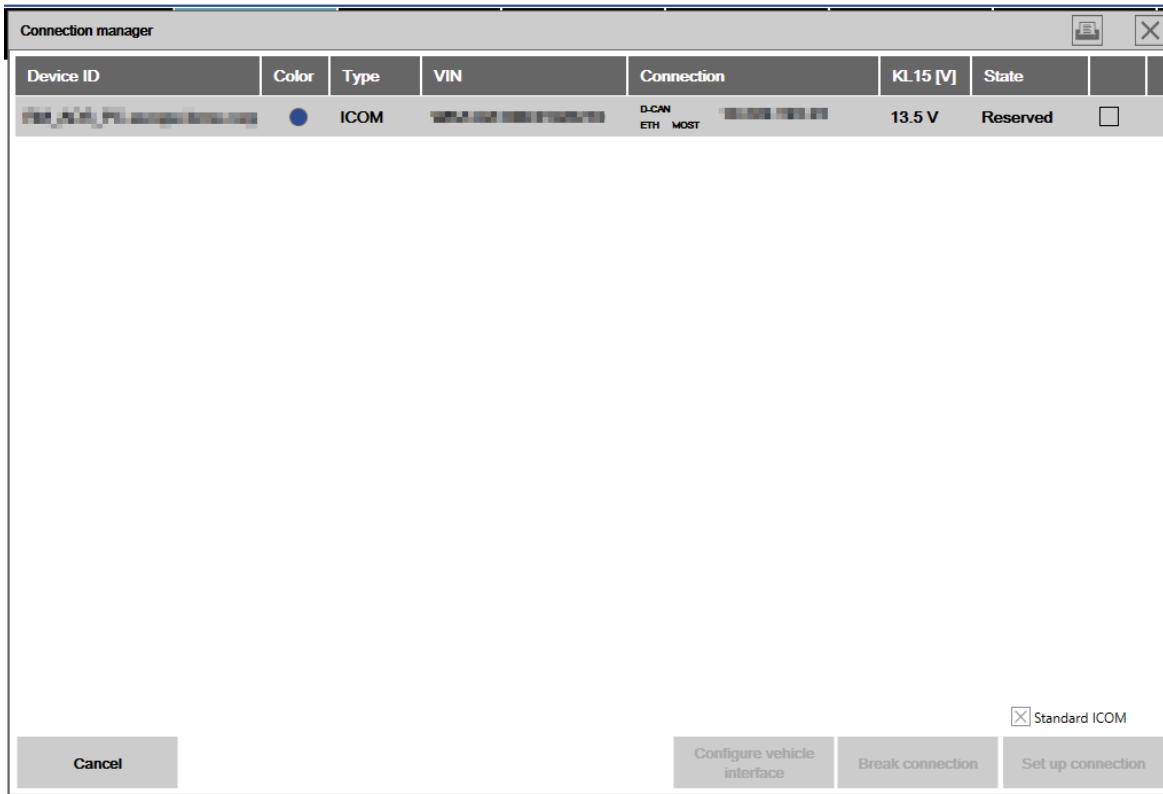 Connection manager
Device ID Color Type VIN Connection KL15 [V] State
ICOM D-CAN 13.5 V Reserved
ETH MOST
Standard ICOM
Cancel Configure vehicle interface Break connection Set up connection